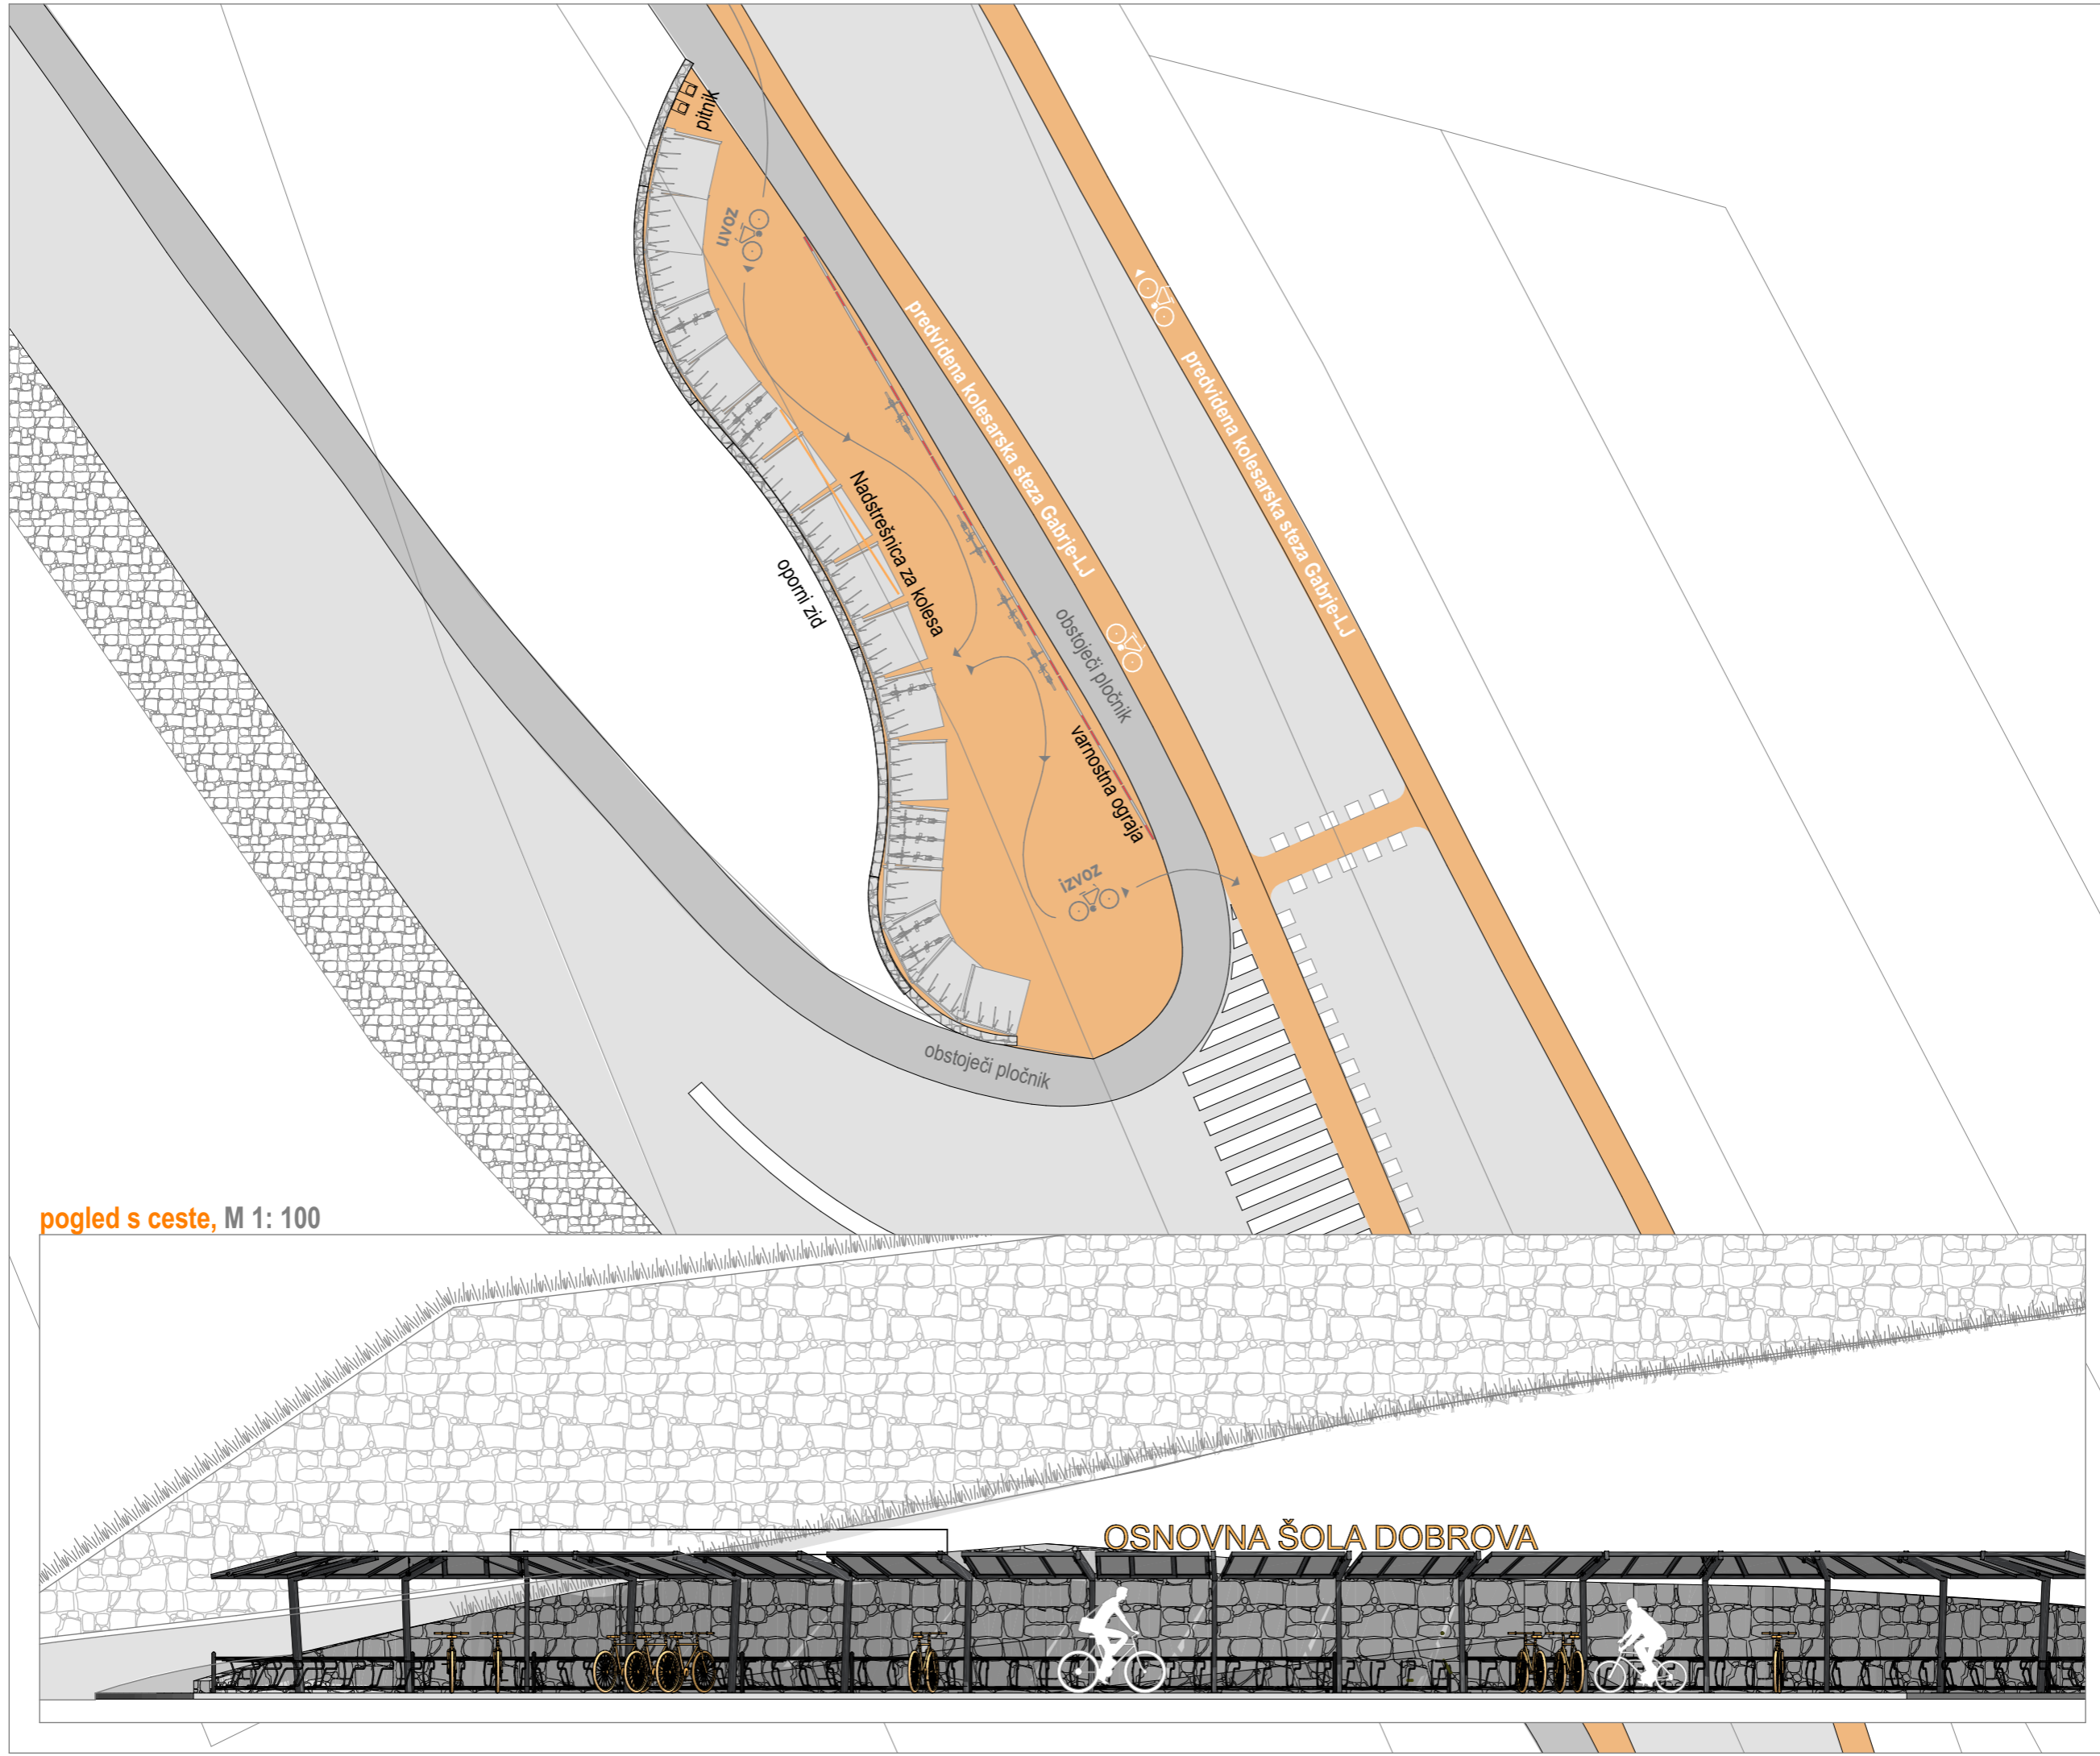 pitnik
uvoz
predvidena kolesarska steza Gabrje-LJ
predvidena kolesarska steza Gabrje-LJ
Nadstrešnica za kolesa
oporni zid
obstoječi pločnik
varnostna ograja
izvoz
obstoječi pločnik
pogled s ceste, M 1: 100
OSNOVNA ŠOLA DOBROVA